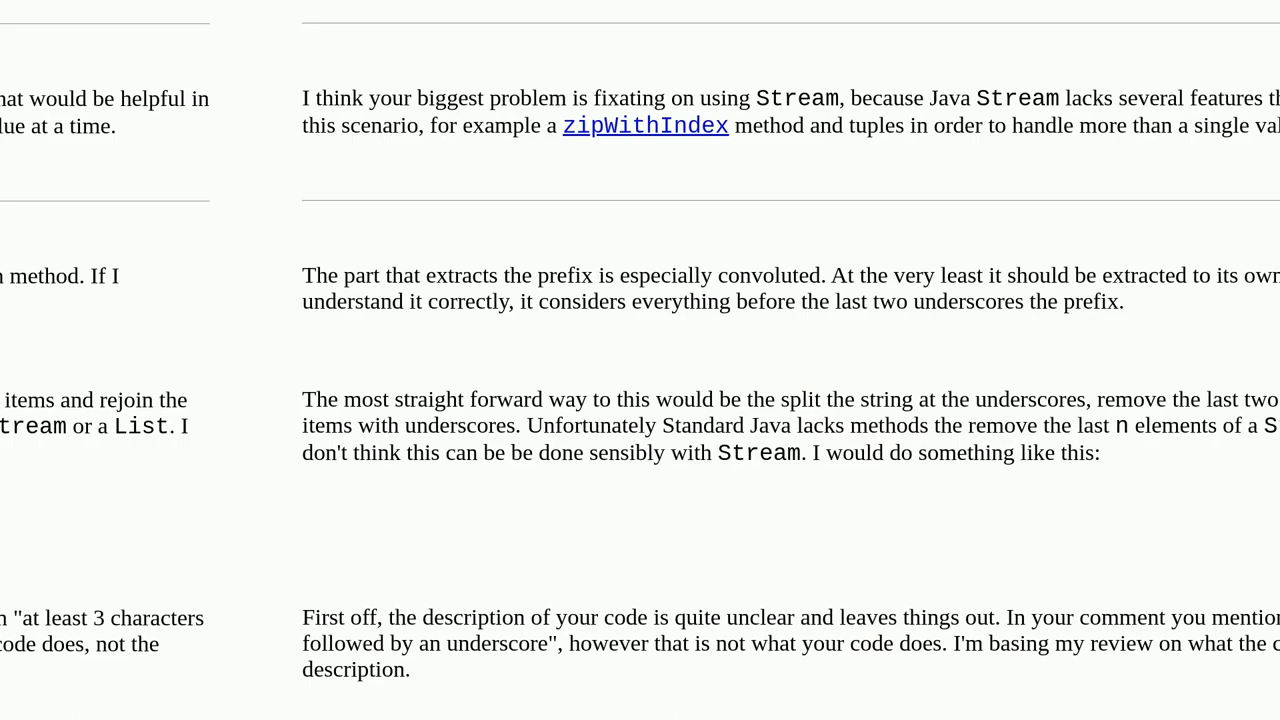 hat would be helpful in
lue at a time.
n method. If I
items and rejoin the
tream or a List. I
n "at least 3 characters
code does, not the
I think your biggest problem is fixating on using Stream, because Java Stream lacks several features th
this scenario, for example a zipWithIndex method and tuples in order to handle more than a single val
The part that extracts the prefix is especially convoluted. At the very least it should be extracted to its own
understand it correctly, it considers everything before the last two underscores the prefix.
The most straight forward way to this would be the split the string at the underscores, remove the last two
items with underscores. Unfortunately Standard Java lacks methods the remove the last n elements of a S
don't think this can be be done sensibly with Stream. I would do something like this:
First off, the description of your code is quite unclear and leaves things out. In your comment you mention
followed by an underscore", however that is not what your code does. I'm basing my review on what the c
description.